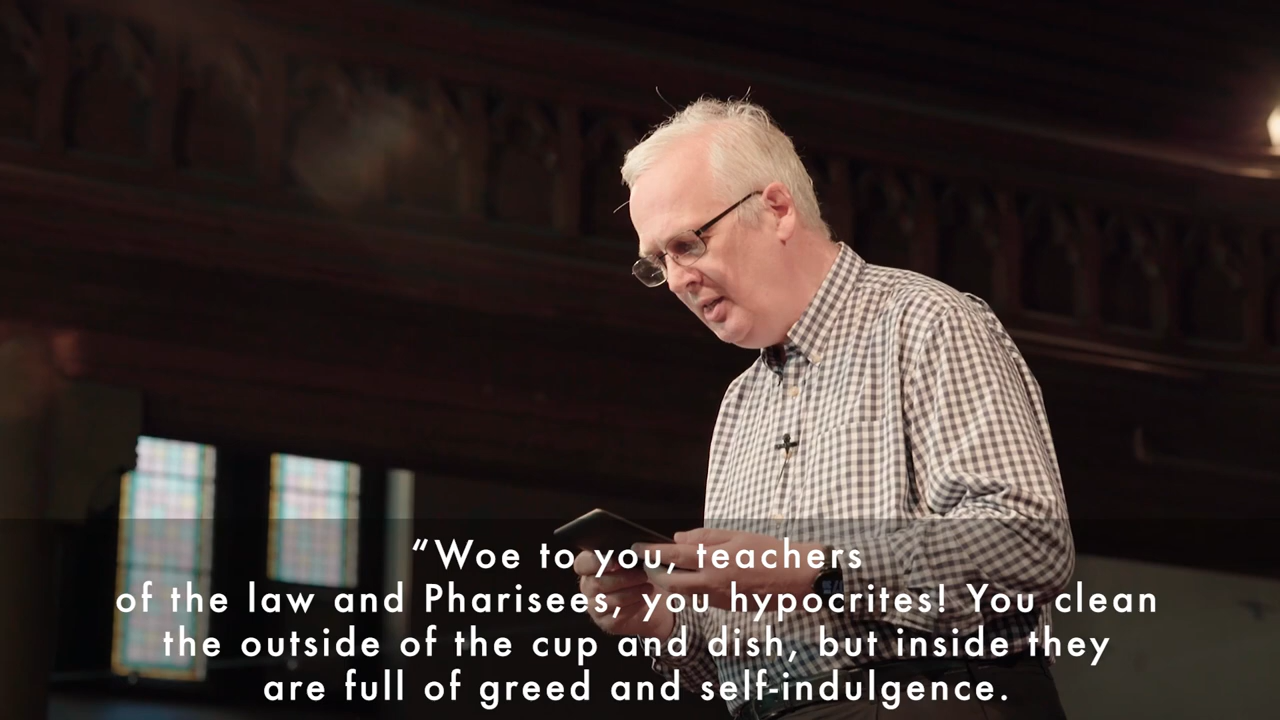 “Woe to you, teachers
of the law and Pharisees, you hypocrites! You clean
the outside of the cup and dish, but inside they
are full of greed and self-indulgence.